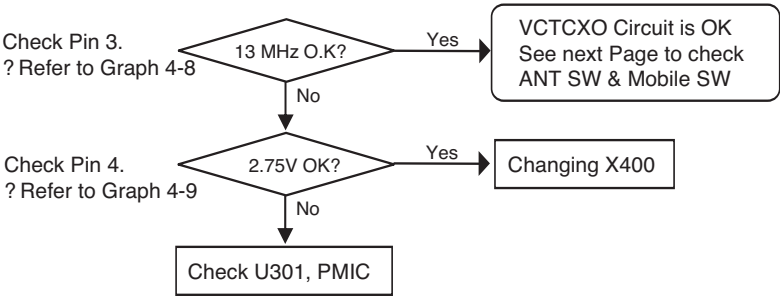 Check Pin 3.
? Refer to Graph 4-8
13 MHz O.K?
Yes
VCTCXO Circuit is OK
See next Page to check
ANT SW & Mobile SW
No
Check Pin 4.
? Refer to Graph 4-9
2.75V OK?
Yes
Changing X400
No
Check U301, PMIC